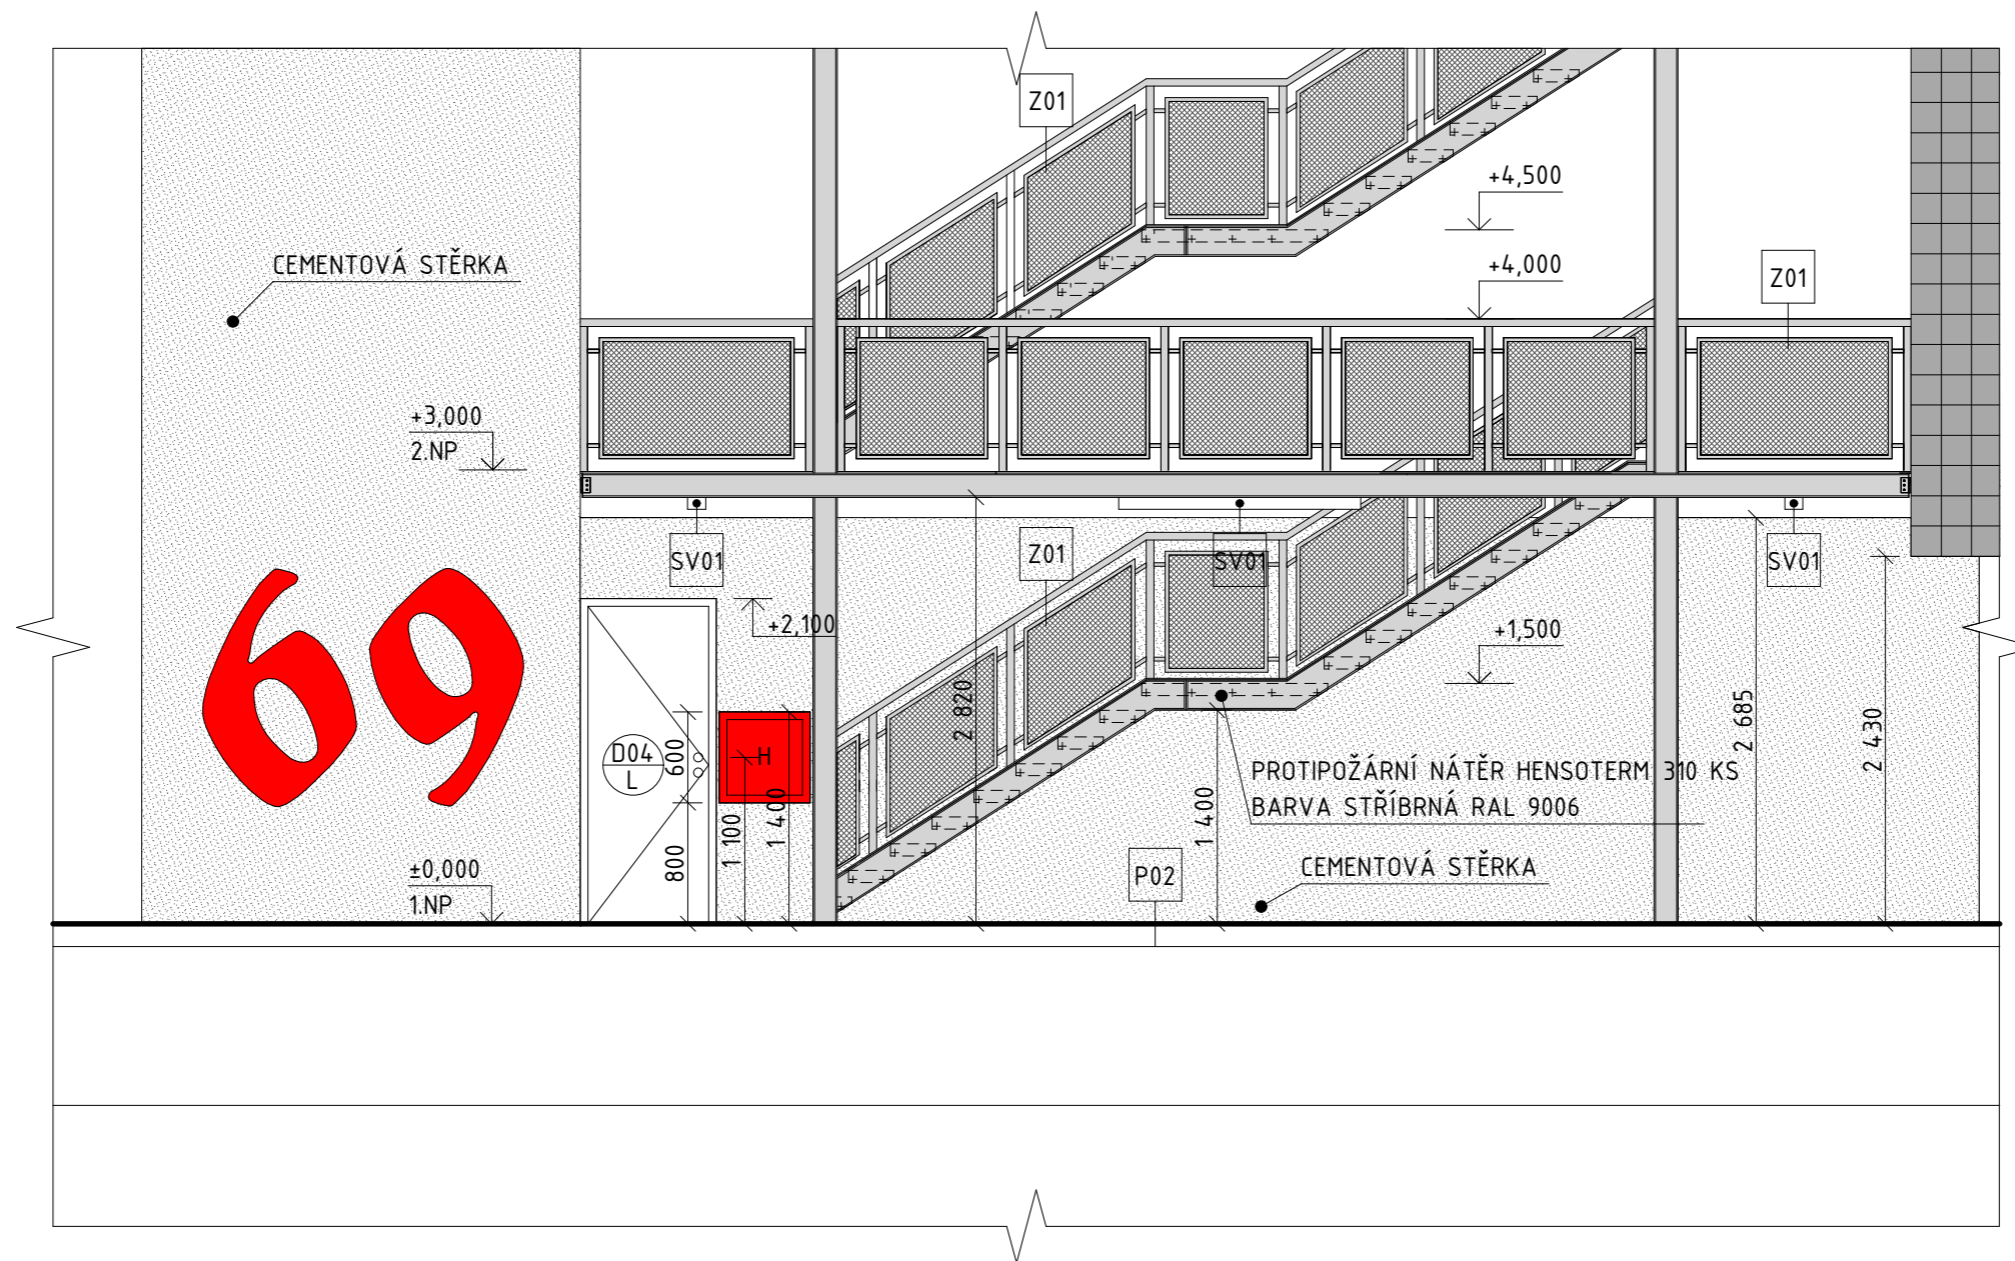 Z01
+4,500
CEMENTOVÁ STĚRKA
+4,000
Z01
+3,000
2.NP
SV01
Z01
SV01
SV01
+2,100
+1,500
69
2 820
2 685
2 430
D04
L
600
H
PROTIPOŽÁRNÍ NÁTĚR HENSOTERM 310 KS
BARVA STŘÍBRNÁ RAL 9006
800
1 100
1 400
1 400
P02
CEMENTOVÁ STĚRKA
±0,000
1.NP